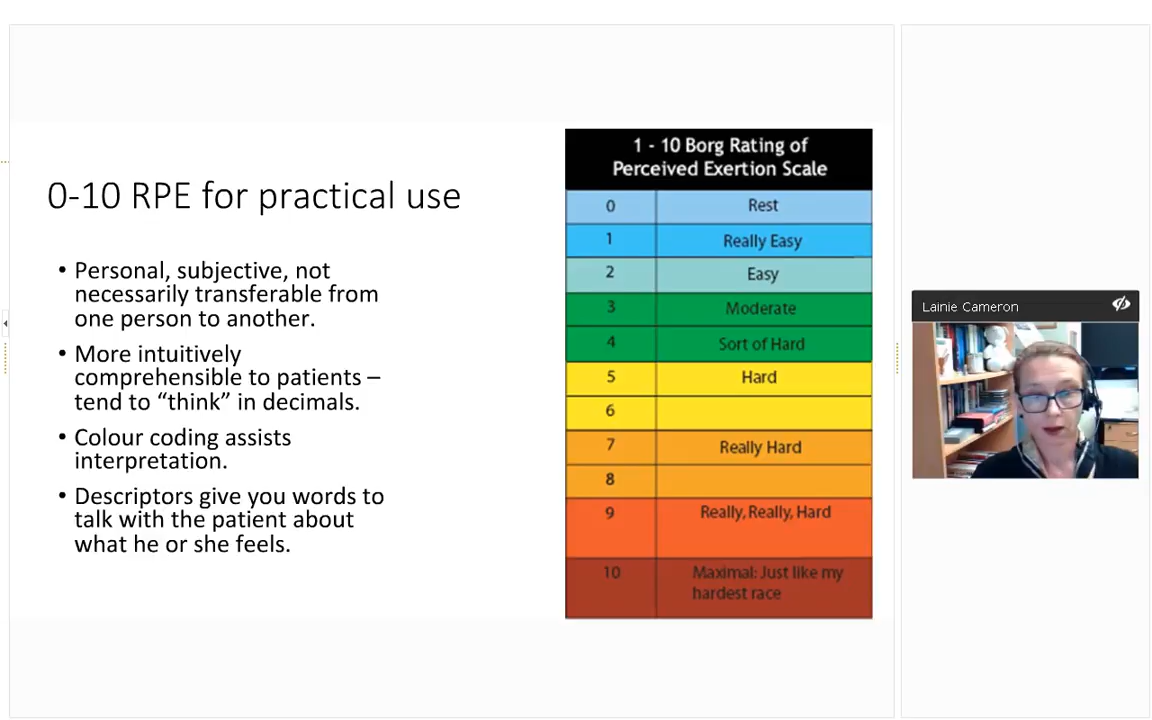 0-10 RPE for practical use
• Personal, subjective, not
necessarily transferable from
one person to another.
• More intuitively
comprehensible to patients –
tend to “think” in decimals.
• Colour coding assists
interpretation.
• Descriptors give you words to
talk with the patient about
what he or she feels.
1 - 10 Borg Rating of
Perceived Exertion Scale
0 Rest
1 Really Easy
2 Easy
3 Moderate
4 Sort of Hard
5 Hard
6
7 Really Hard
8
9 Really, Really, Hard
10 Maximal: Just like my
hardest race
Lainie Cameron